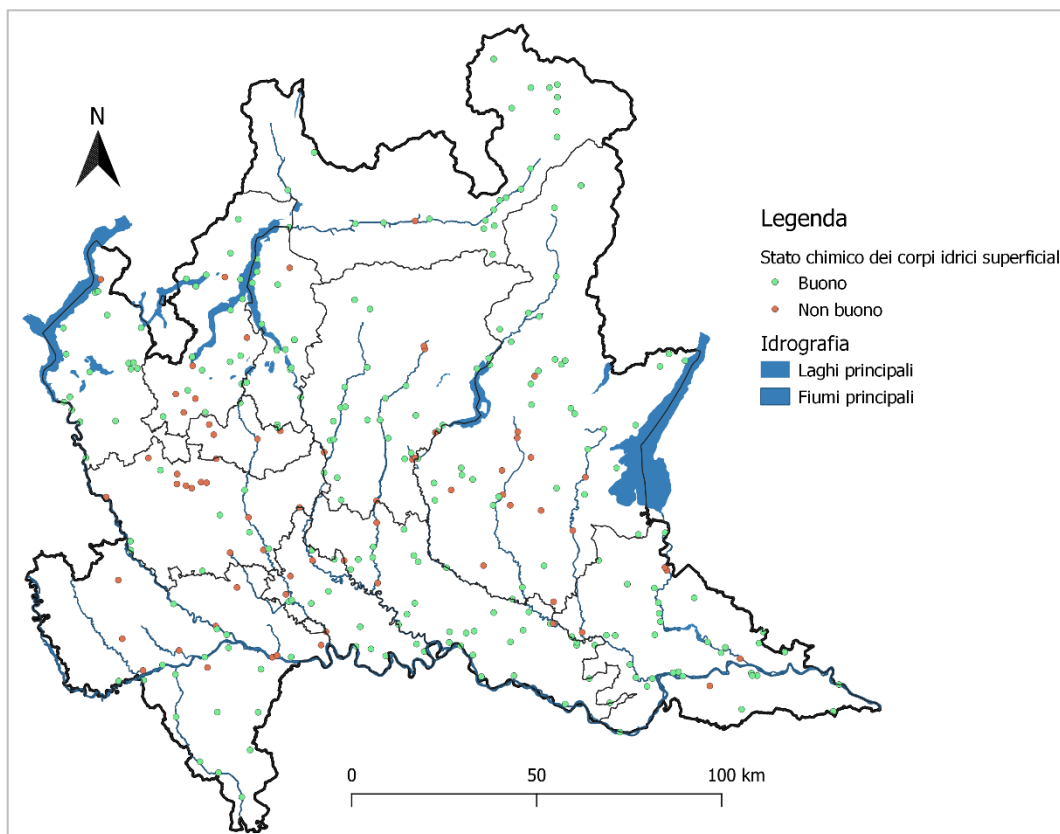 N
Legenda
Stato chimico dei corpi idrici superficial
Buono
Non buono
Idrografia
Laghi principali
Fiumi principali
0 50 100 km